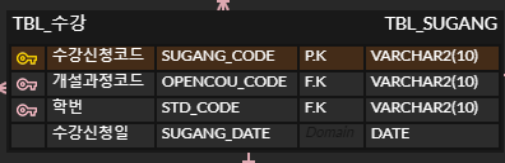 TBL_수강 TBL_SUGANG
수강신청코드 SUGANG_CODE P.K VARCHAR2(10)
개설과정코드 OPENCOU_CODE F.K VARCHAR2(10)
학번 STD_CODE F.K VARCHAR2(10)
수강신청일 SUGANG_DATE Domain DATE